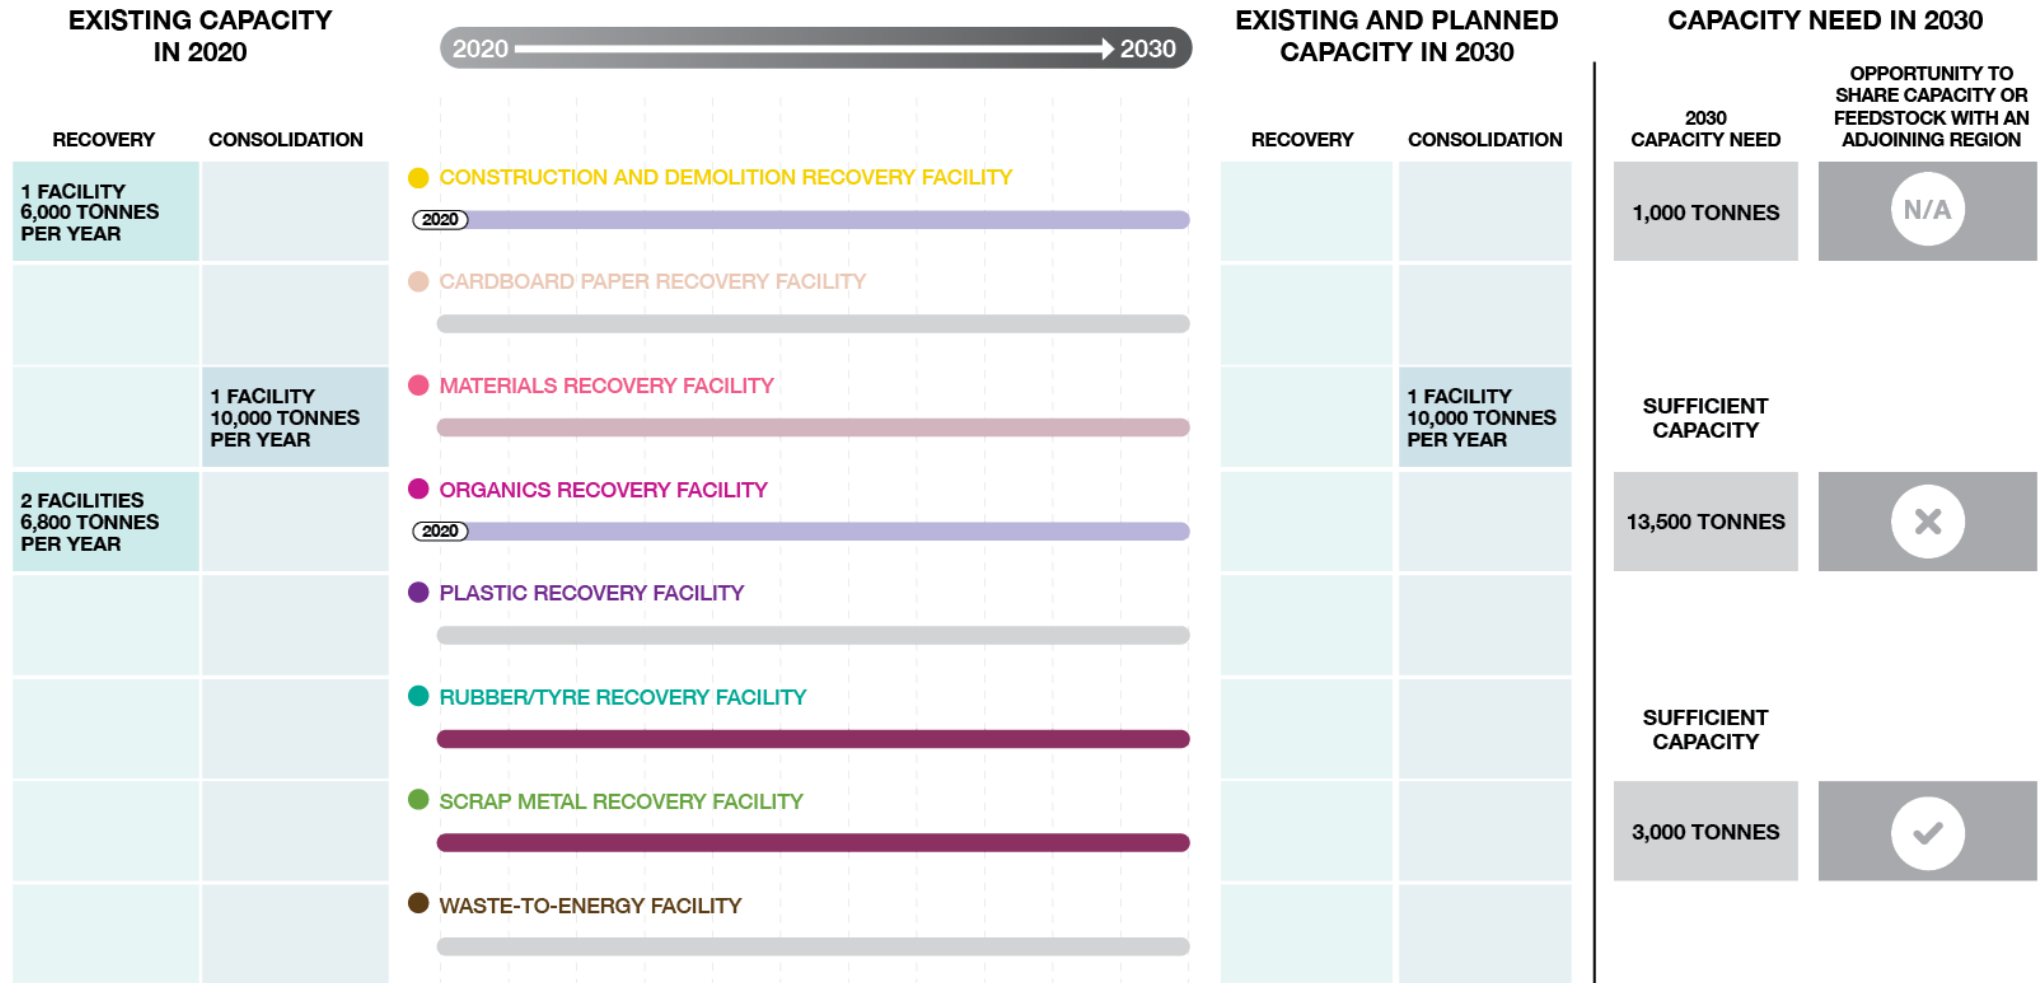 EXISTING CAPACITY
IN 2020
2020
2030
EXISTING AND PLANNED
CAPACITY IN 2030
CAPACITY NEED IN 2030
RECOVERY
CONSOLIDATION
RECOVERY
CONSOLIDATION
2030
CAPACITY NEED
OPPORTUNITY TO
SHARE CAPACITY OR
FEEDSTOCK WITH AN
ADJOINING REGION
1 FACILITY
6,000 TONNES
PER YEAR
CONSTRUCTION AND DEMOLITION RECOVERY FACILITY
2020
1,000 TONNES
N/A
CARDBOARD PAPER RECOVERY FACILITY
1 FACILITY
10,000 TONNES
PER YEAR
MATERIALS RECOVERY FACILITY
1 FACILITY
10,000 TONNES
PER YEAR
SUFFICIENT
CAPACITY
2 FACILITIES
6,800 TONNES
PER YEAR
ORGANICS RECOVERY FACILITY
2020
13,500 TONNES
PLASTIC RECOVERY FACILITY
RUBBER/TYRE RECOVERY FACILITY
SUFFICIENT
CAPACITY
SCRAP METAL RECOVERY FACILITY
3,000 TONNES
WASTE-TO-ENERGY FACILITY